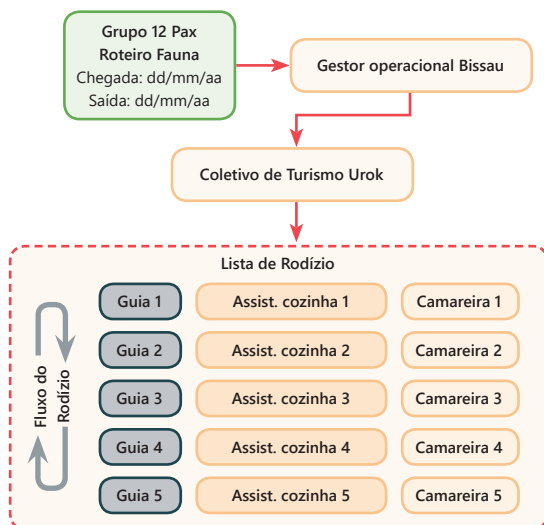 Grupo 12 Pax
Roteiro Fauna
Chegada: dd/mm/aa
Saída: dd/mm/aa
Gestor operacional Bissau
Coletivo de Turismo Urok
Lista de Rodízio
Fluxo do
Rodízio
Guia 1
Assist. cozinha 1
Camareira 1
Guia 2
Assist. cozinha 2
Camareira 2
Guia 3
Assist. cozinha 3
Camareira 3
Guia 4
Assist. cozinha 4
Camareira 4
Guia 5
Assist. cozinha 5
Camareira 5